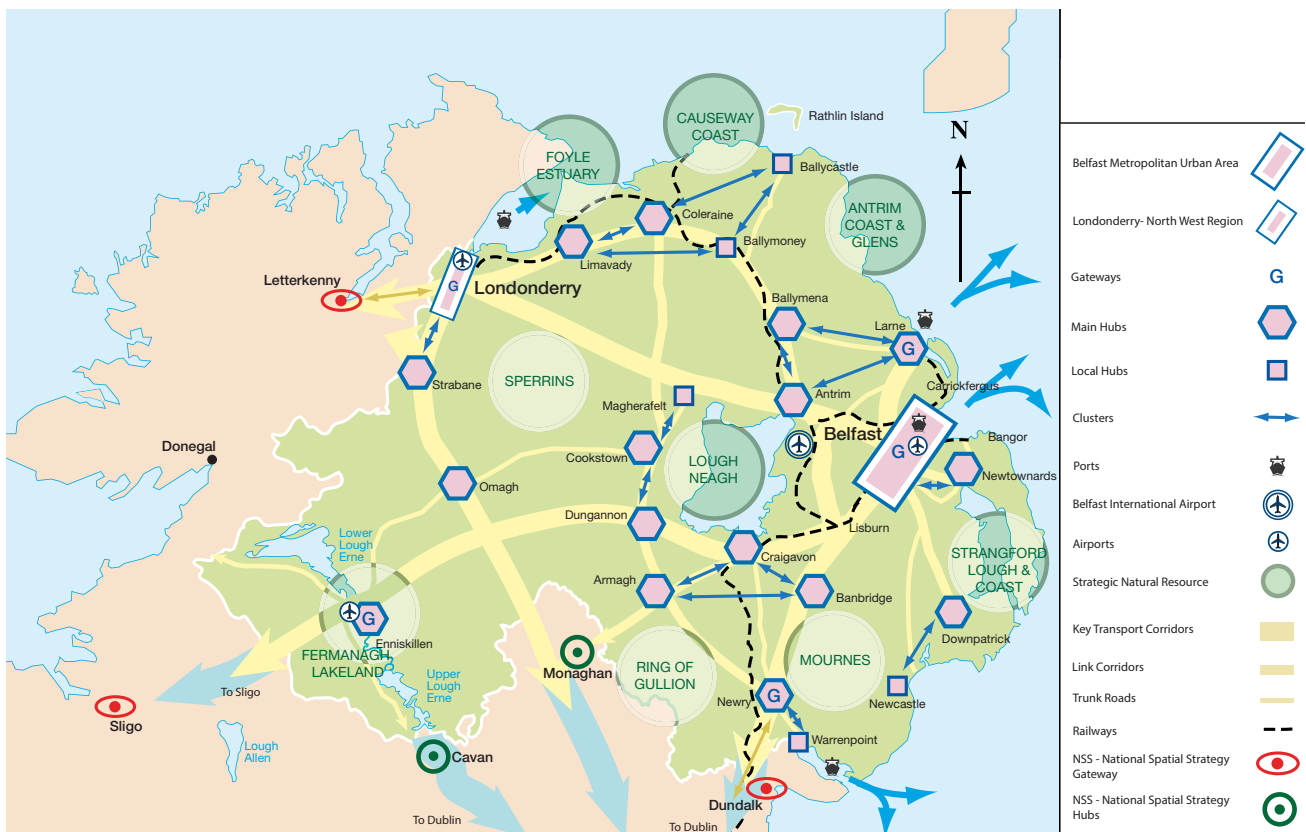 CAUSEWAY
COAST
Rathlin Island
FOYLE
ESTUARY
Ballycastle
ANTRIM
COAST &
GLENS
Coleraine
Ballymoney
Limavady
Letterkenny
G
Londonderry
Ballymena
Larne
G
Strabane
SPERRINS
Carrickfergus
Antrim
Magherafelt
Belfast
G
Bangor
Donegal
Cookstown
LOUGH
NEAGH
Newtownards
Omagh
Dungannon
Lisburn
Lower
Lough
Erne
Craigavon
STRANGFORD
LOUGH &
COAST
Armagh
Banbridge
G
Enniskillen
Downpatrick
FERMANAGH
LAKELAND
Monaghan
RING OF
GULLION
MOURNES
To Sligo
Upper
Lough
Erne
Newry
G
Newcastle
Sligo
Warrenpoint
Lough
Allen
Cavan
Dundalk
To Dublin
To Dublin
N
Belfast Metropolitan Urban Area
Londonderry- North West Region
Gateways
G
Main Hubs
Local Hubs
Clusters
Ports
Belfast International Airport
Airports
Strategic Natural Resource
Key Transport Corridors
Link Corridors
Trunk Roads
Railways
NSS - National Spatial Strategy
Gateway
NSS - National Spatial Strategy
Hubs